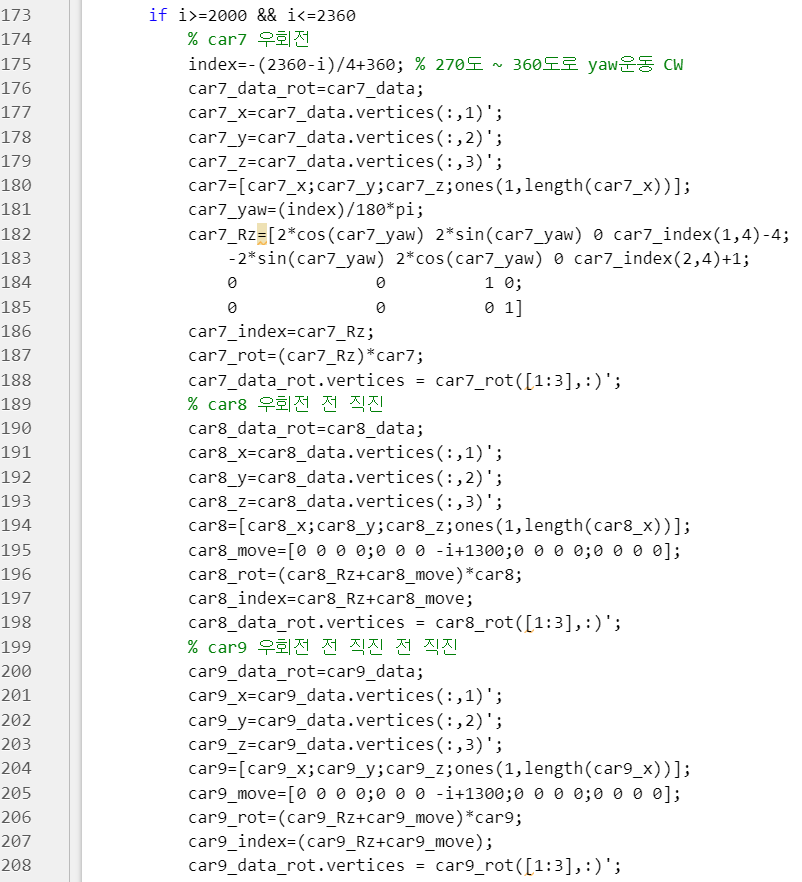 173 if i>=2000 && i<=2360
174 % car7 우회전
175 index=-(2360-i)/4+360; % 270도 ~ 360도로 yaw운동 CW
176 car7_data_rot=car7_data;
177 car7_x=car7_data.vertices(:,1)';
178 car7_y=car7_data.vertices(:,2)';
179 car7_z=car7_data.vertices(:,3)';
180 car7=[car7_x;car7_y;car7_z;ones(1,length(car7_x))];
181 car7_yaw=(index)/180*pi;
182 car7_Rz=[2*cos(car7_yaw) 2*sin(car7_yaw) 0 car7_index(1,4)-4;
183 -2*sin(car7_yaw) 2*cos(car7_yaw) 0 car7_index(2,4)+1;
184 0 0 1 0;
185 0 0 0 1]
186 car7_index=car7_Rz;
187 car7_rot=(car7_Rz)*car7;
188 car7_data_rot.vertices = car7_rot([1:3],:)';
189 % car8 우회전 전 직진
190 car8_data_rot=car8_data;
191 car8_x=car8_data.vertices(:,1)';
192 car8_y=car8_data.vertices(:,2)';
193 car8_z=car8_data.vertices(:,3)';
194 car8=[car8_x;car8_y;car8_z;ones(1,length(car8_x))];
195 car8_move=[0 0 0 0;0 0 0 -i+1300;0 0 0 0;0 0 0 0];
196 car8_rot=(car8_Rz+car8_move)*car8;
197 car8_index=car8_Rz+car8_move;
198 car8_data_rot.vertices = car8_rot([1:3],:)';
199 % car9 우회전 전 직진 전 직진
200 car9_data_rot=car9_data;
201 car9_x=car9_data.vertices(:,1)';
202 car9_y=car9_data.vertices(:,2)';
203 car9_z=car9_data.vertices(:,3)';
204 car9=[car9_x;car9_y;car9_z;ones(1,length(car9_x))];
205 car9_move=[0 0 0 0;0 0 0 -i+1300;0 0 0 0;0 0 0 0];
206 car9_rot=(car9_Rz+car9_move)*car9;
207 car9_index=(car9_Rz+car9_move);
208 car9_data_rot.vertices = car9_rot([1:3],:)';